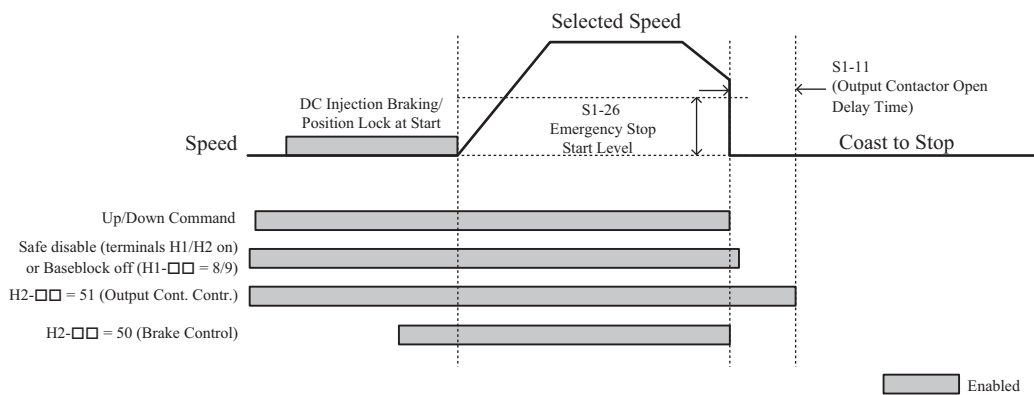 Selected Speed
S1-11
(Output Contactor Open
Delay Time)
DC Injection Braking/
Position Lock at Start
S1-26
Emergency Stop
Start Level
Speed
Coast to Stop
Up/Down Command
Safe disable (terminals H1/H2 on)
or Baseblock off (H1-□□ = 8/9)
H2-□□ = 51 (Output Cont. Contr.)
H2-□□ = 50 (Brake Control)
Enabled